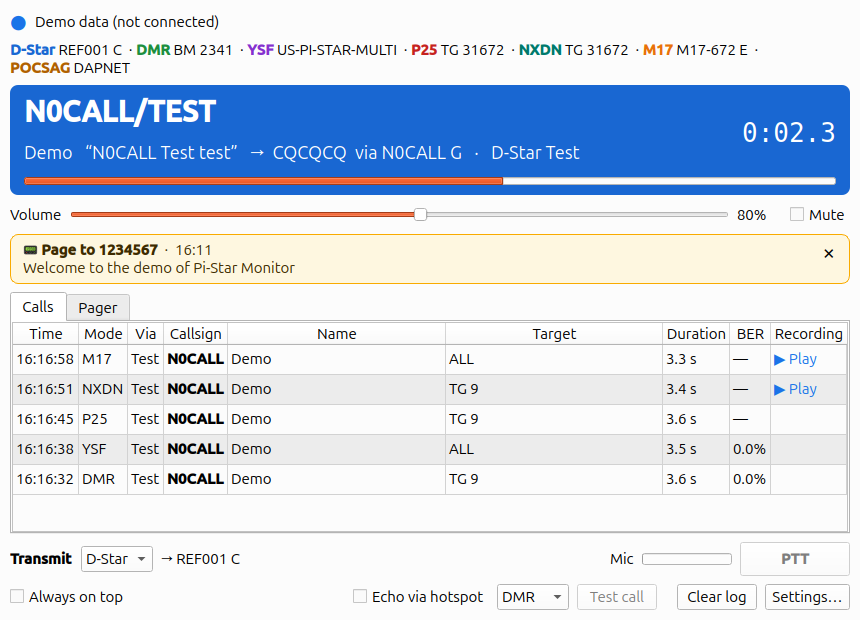 Demo data (not connected)
D-Star REF001 C · DMR BM 2341 · YSF US-PI-STAR-MULTI · P25 TG 31672 · NXDN TG 31672 · M17 M17-672 E ·
POCSAG DAPNET
N0CALL/TEST
0:02.3
Demo “N0CALL Test test” → CQCQCQ via N0CALL G · D-Star Test
Volume 80% Mute
📟 Page to 1234567 · 16:11 ×
Welcome to the demo of Pi-Star Monitor
Calls Pager
Time Mode Via Callsign Name Target Duration BER Recording
16:16:58 M17 Test N0CALL Demo ALL 3.3 s — ▶ Play
16:16:51 NXDN Test N0CALL Demo TG 9 3.4 s — ▶ Play
16:16:45 P25 Test N0CALL Demo TG 9 3.6 s —
16:16:38 YSF Test N0CALL Demo ALL 3.5 s 0.0%
16:16:32 DMR Test N0CALL Demo TG 9 3.6 s 0.0%
Transmit D-Star → REF001 C Mic PTT
Always on top Echo via hotspot DMR Test call Clear log Settings...